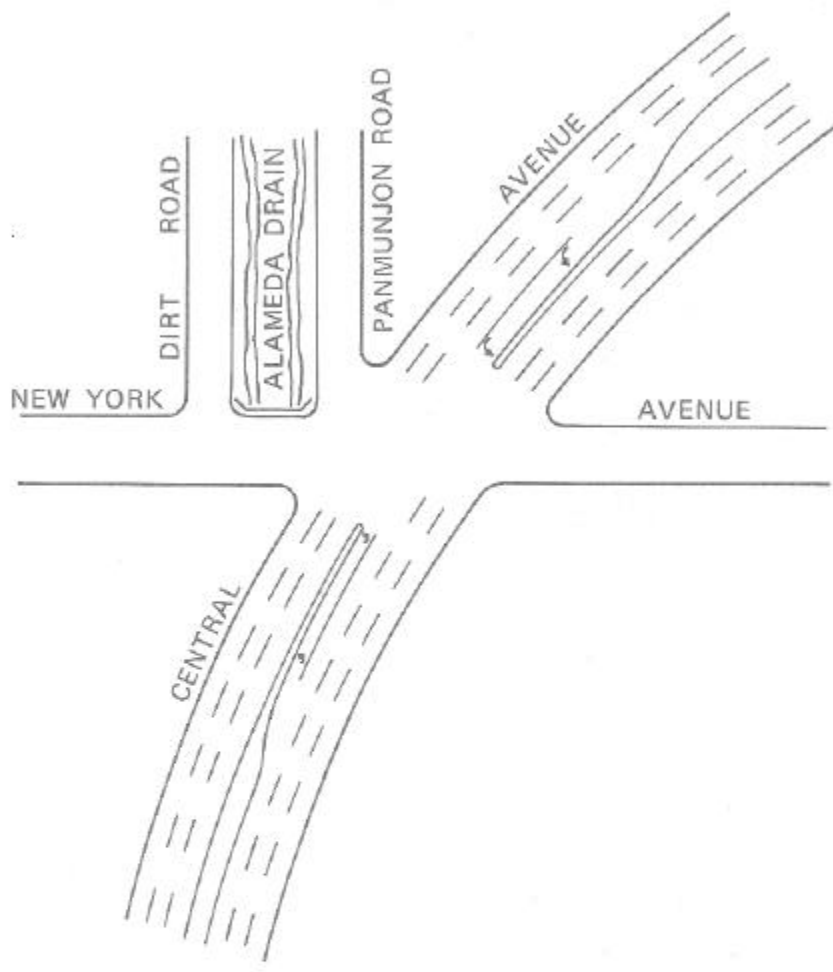 DIRT ROAD
ALAMEDA DRAIN
PANMUNJON ROAD
AVENUE
NEW YORK
AVENUE
CENTRAL